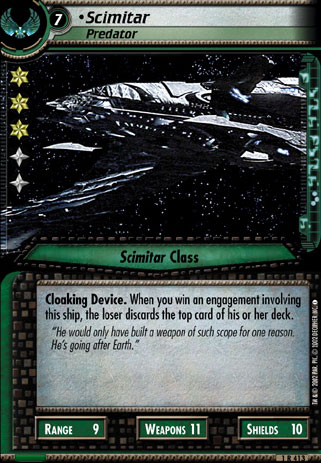 7
•Scimitar
Predator
Scimitar Class
Cloaking Device. When you win an engagement involving
this ship, the loser discards the top card of his or her deck.
"He would only have built a weapon of such scope for one reason.
He's going after Earth."
RANGE 9
WEAPONS 11
SHIELDS 10
1 R 413